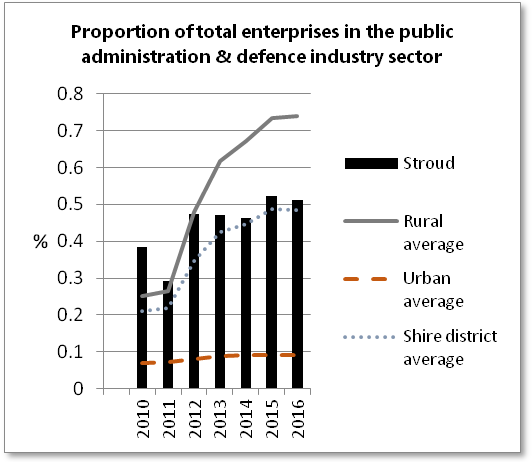 Proportion of total enterprises in the public
administration & defence industry sector
0.8
0.7
0.6
0.5
0.4
0.3
0.2
0.1
0
%
2010
2011
2012
2013
2014
2015
2016
Stroud
Rural
average
Urban
average
Shire district
average